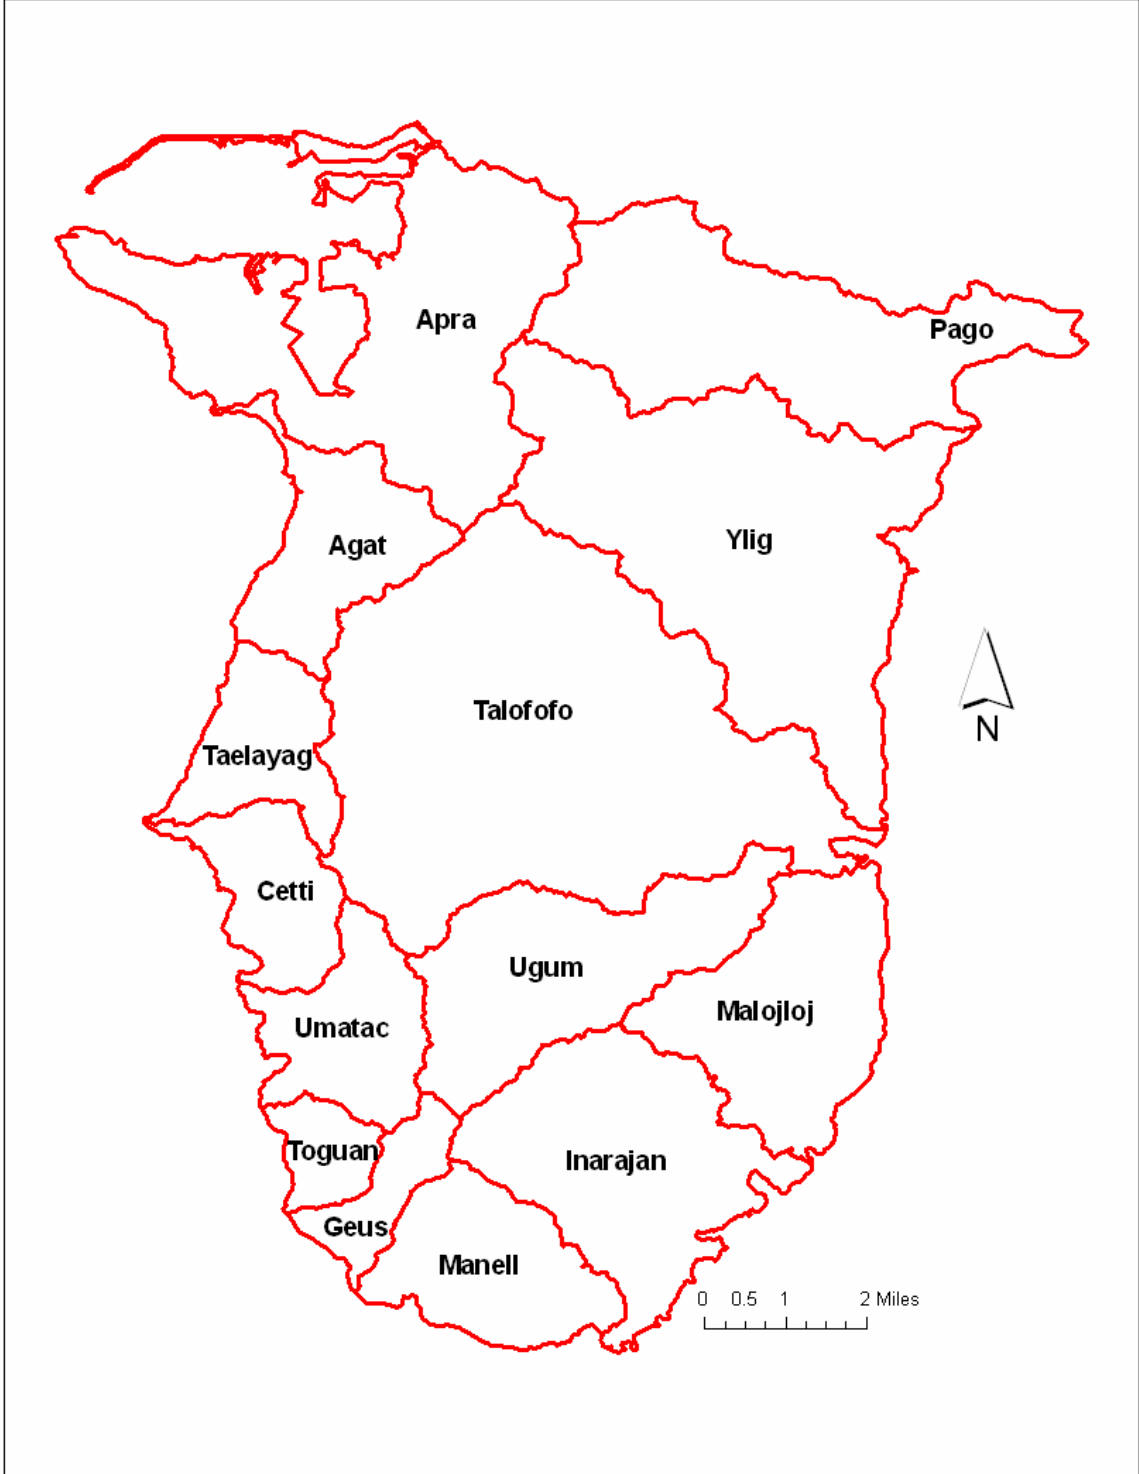 Apra
Pago
Agat
Ylig
N
Talofofo
Taelayag
Cetti
Ugum
Malojloj
Umatac
Toguan
Inarajan
Geus
Manell
0 0.5 1 2 Miles